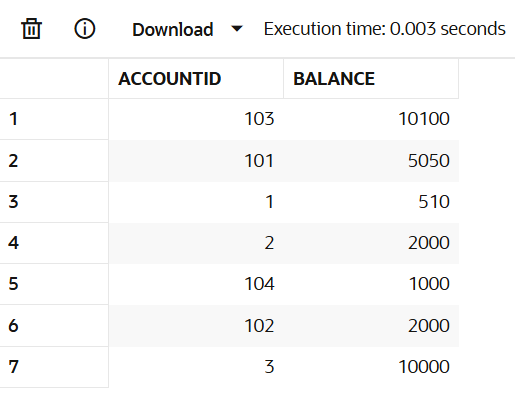 Download Execution time: 0.003 seconds
ACCOUNTID BALANCE
1 103 10100
2 101 5050
3 1 510
4 2 2000
5 104 1000
6 102 2000
7 3 10000